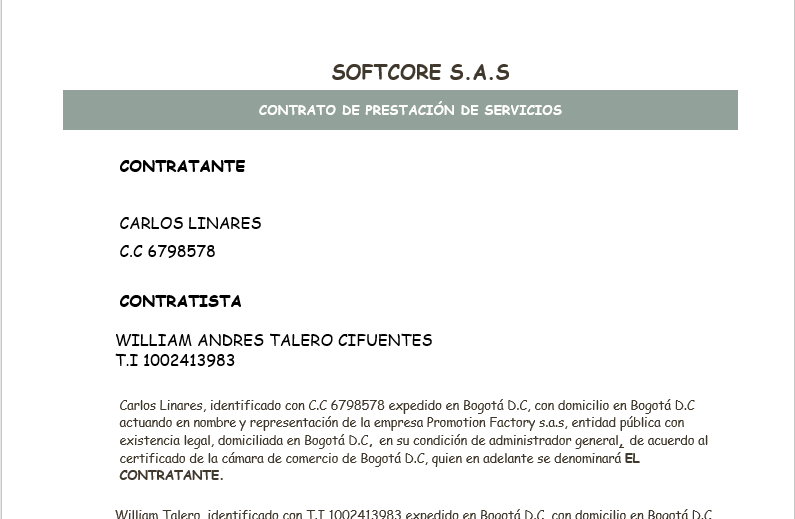 SOFTCORE S.A.S
CONTRATO DE PRESTACIÓN DE SERVICIOS
CONTRATANTE
CARLOS LINARES
C.C 6798578
CONTRATISTA
WILLIAM ANDRES TALERO CIFUENTES
T.I 1002413983
Carlos Linares, identificado con C.C 6798578 expedido en Bogotá D.C, con domicilio en Bogotá D.C
actuando en nombre y representación de la empresa Promotion Factory s.a.s, entidad pública con
existencia legal, domiciliada en Bogotá D.C, en su condición de administrador general, de acuerdo al
certificado de la cámara de comercio de Bogotá D.C, quien en adelante se denominará EL
CONTRATANTE.
William Talero, identificado con T.I 1002413983 expedido en Bogotá D.C, con domicilio en Bogotá D.C